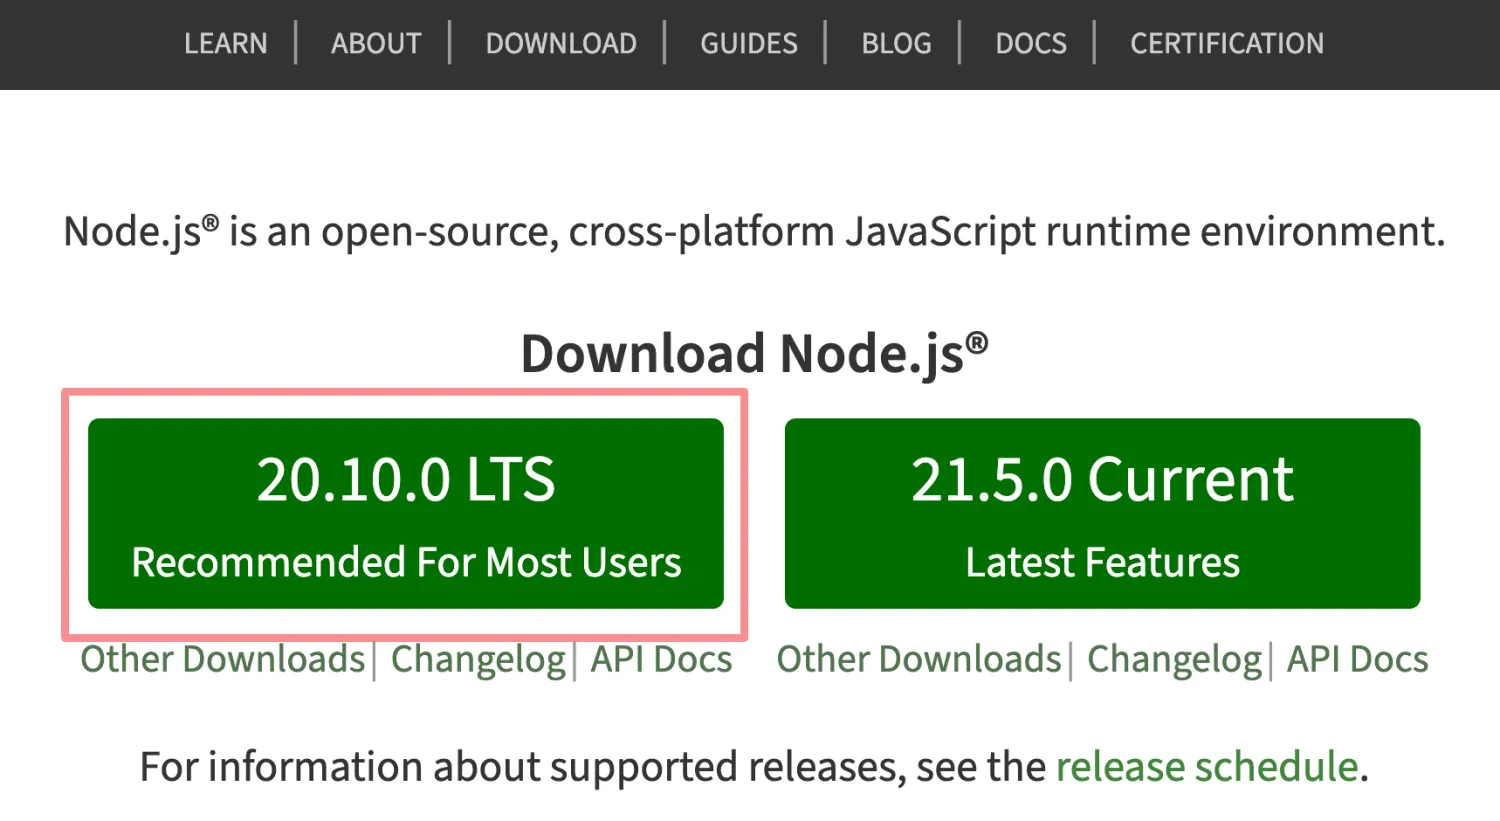 LEARN | ABOUT | DOWNLOAD | GUIDES | BLOG | DOCS | CERTIFICATION
Node.js® is an open-source, cross-platform JavaScript runtime environment.
Download Node.js®
20.10.0 LTS
Recommended For Most Users
21.5.0 Current
Latest Features
Other Downloads | Changelog | API Docs
Other Downloads | Changelog | API Docs
For information about supported releases, see the release schedule.